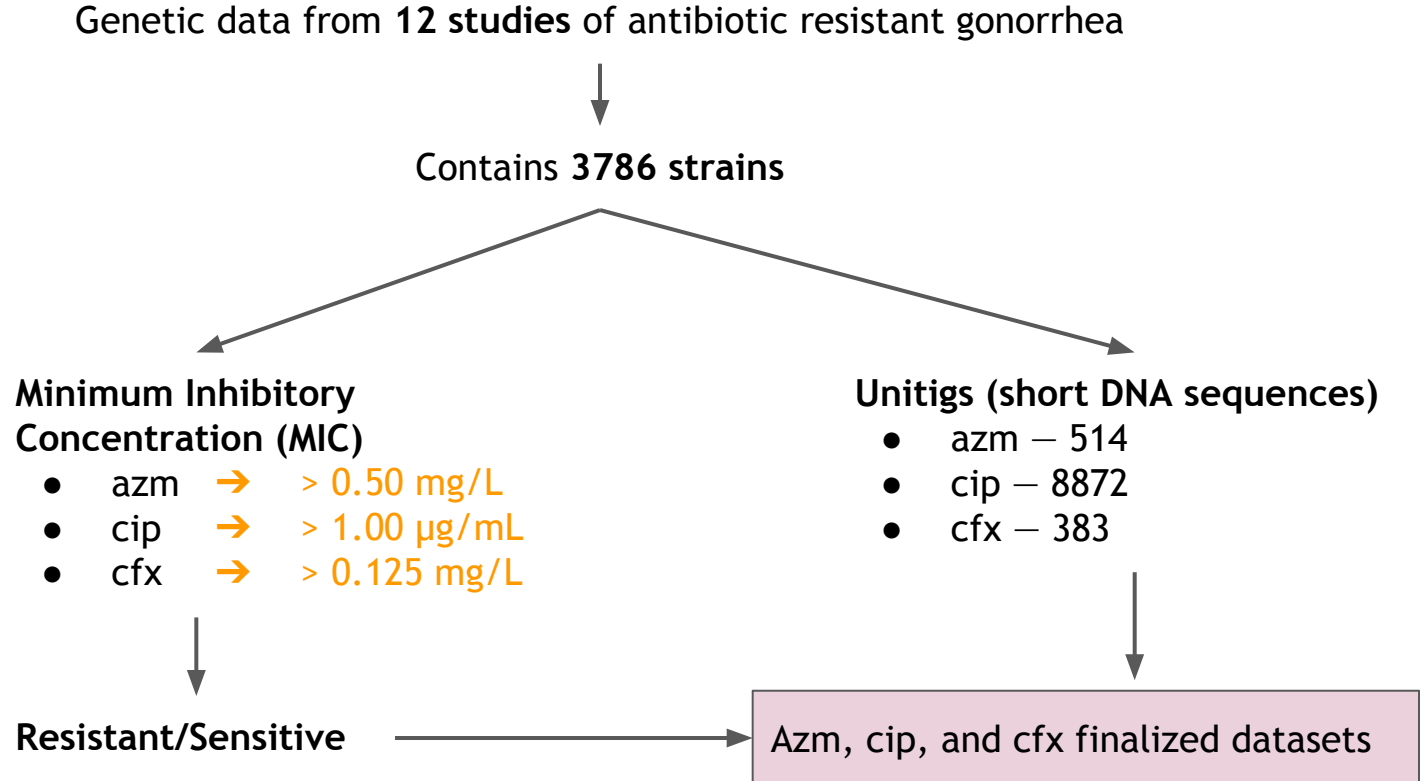 Genetic data from 12 studies of antibiotic resistant gonorrhea
Contains 3786 strains
Minimum Inhibitory
Concentration (MIC)
● azm ➔ > 0.50 mg/L
● cip ➔ > 1.00 µg/mL
● cfx ➔ > 0.125 mg/L
Resistant/Sensitive
Unitigs (short DNA sequences)
● azm — 514
● cip — 8872
● cfx — 383
Azm, cip, and cfx finalized datasets